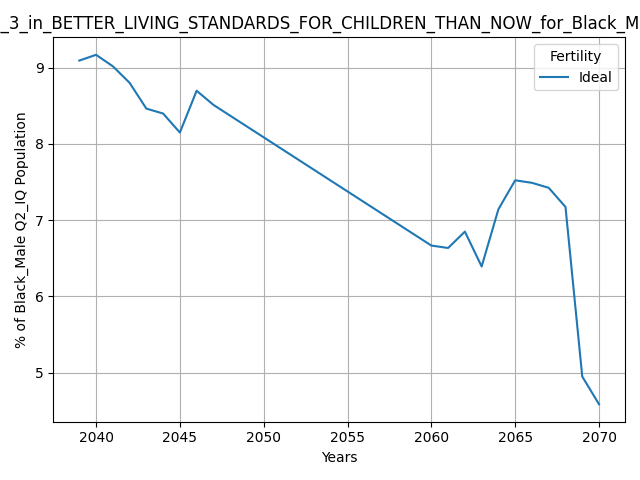 _3_in_BETTER_LIVING_STANDARDS_FOR_CHILDREN_THAN_NOW_for_Black_M
Fertility
Ideal
9
8
7
6
5
% of Black_Male Q2_IQ Population
2040 2045 2050 2055 2060 2065 2070
Years